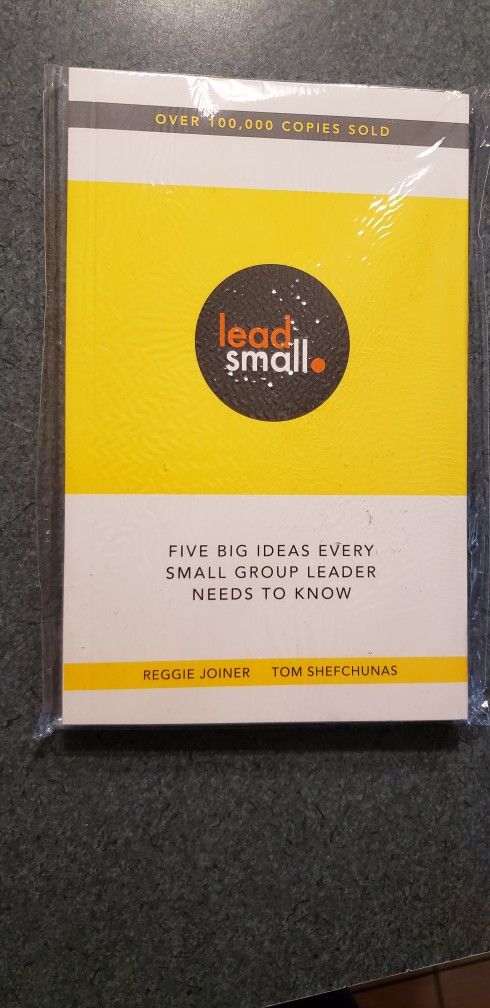 OVER 100,000 COPIES SOLD
lead
small.
FIVE BIG IDEAS EVERY
SMALL GROUP LEADER
NEEDS TO KNOW
REGGIE JOINER TOM SHEFCHUNAS